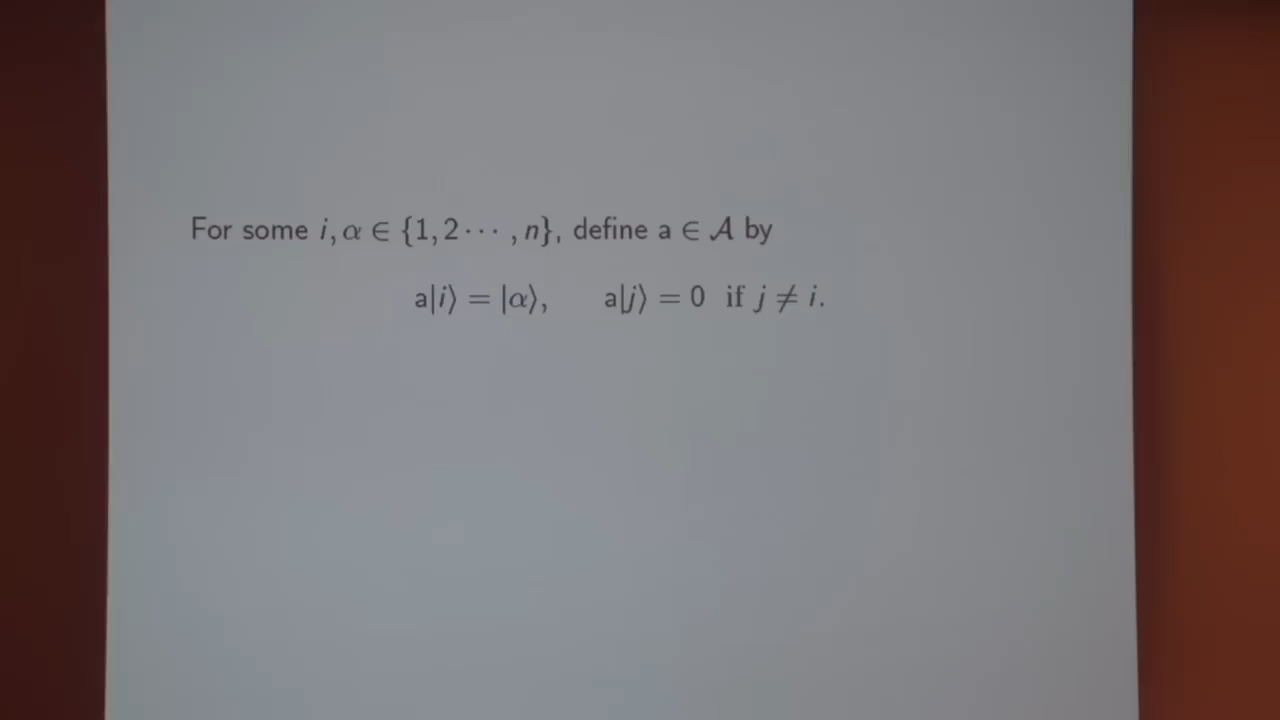 For some i, α ∈ {1, 2 ··· , n}, define a ∈ 𝒜 by
a|i⟩ = |α⟩, a|j⟩ = 0 if j ≠ i.